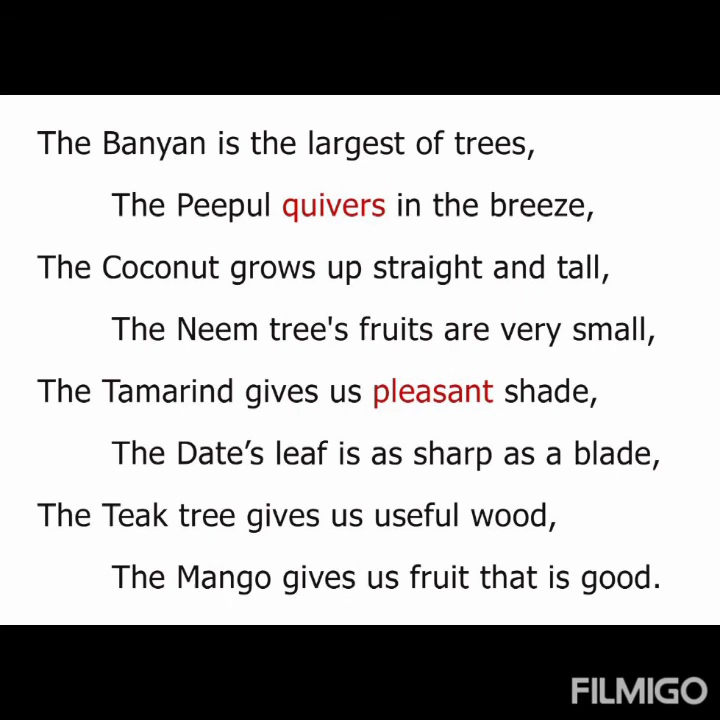 The Banyan is the largest of trees,
The Peepul quivers in the breeze,
The Coconut grows up straight and tall,
The Neem tree's fruits are very small,
The Tamarind gives us pleasant shade,
The Date’s leaf is as sharp as a blade,
The Teak tree gives us useful wood,
The Mango gives us fruit that is good.
FILMIGO